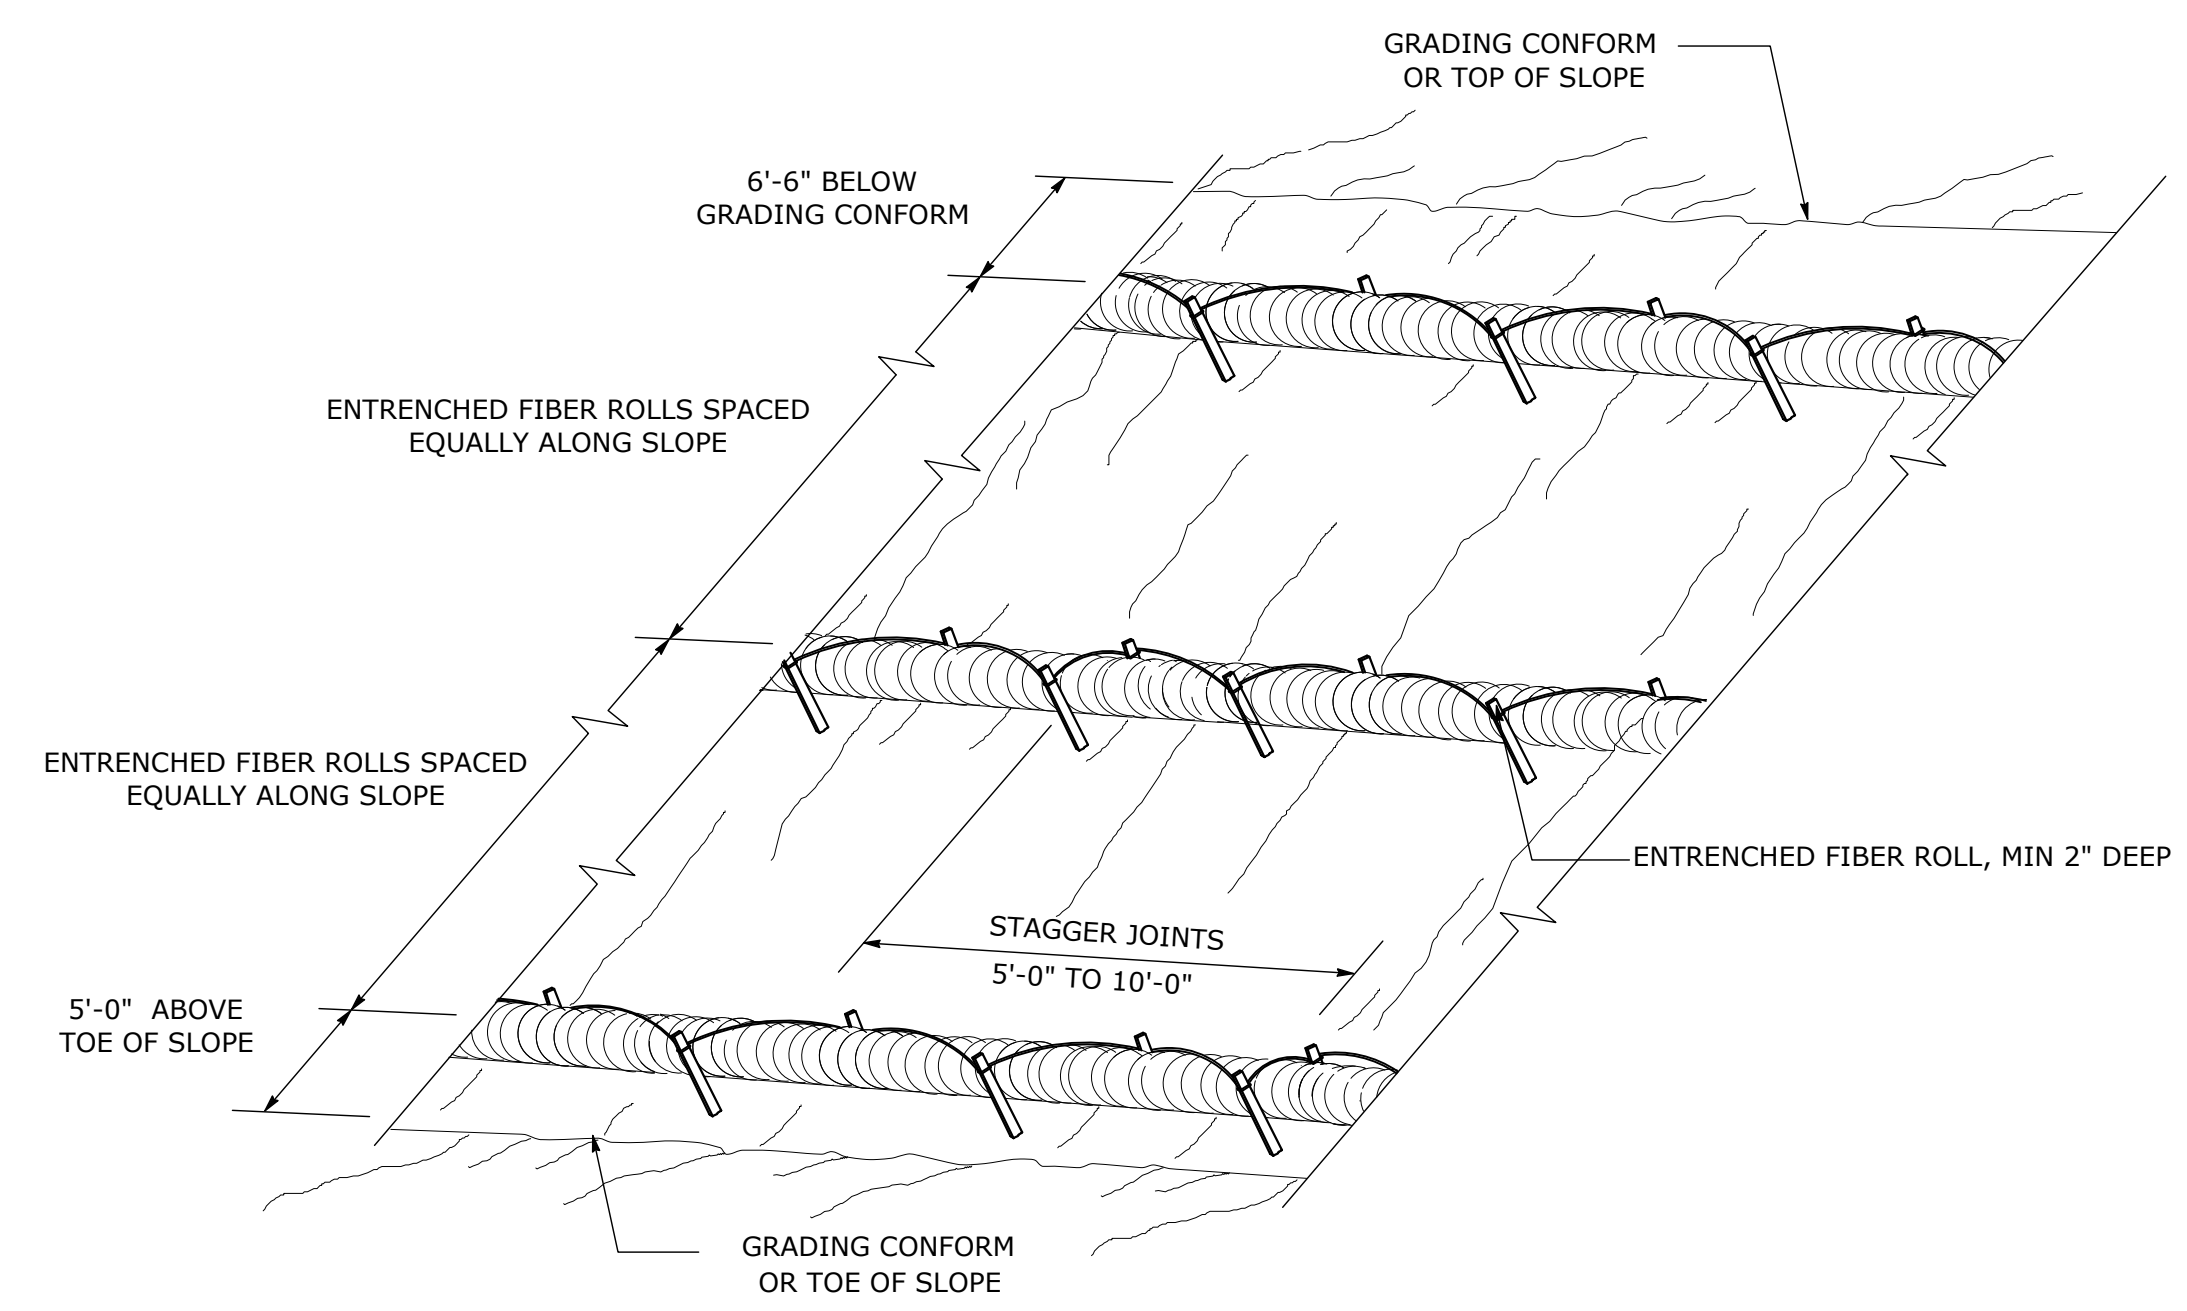 GRADING CONFORM
OR TOP OF SLOPE
6'-6" BELOW
GRADING CONFORM
ENTRENCHED FIBER ROLLS SPACED
EQUALLY ALONG SLOPE
ENTRENCHED FIBER ROLLS SPACED
EQUALLY ALONG SLOPE
ENTRENCHED FIBER ROLL, MIN 2" DEEP
STAGGER JOINTS
5'-0" TO 10'-0"
5'-0" ABOVE
TOE OF SLOPE
GRADING CONFORM
OR TOE OF SLOPE